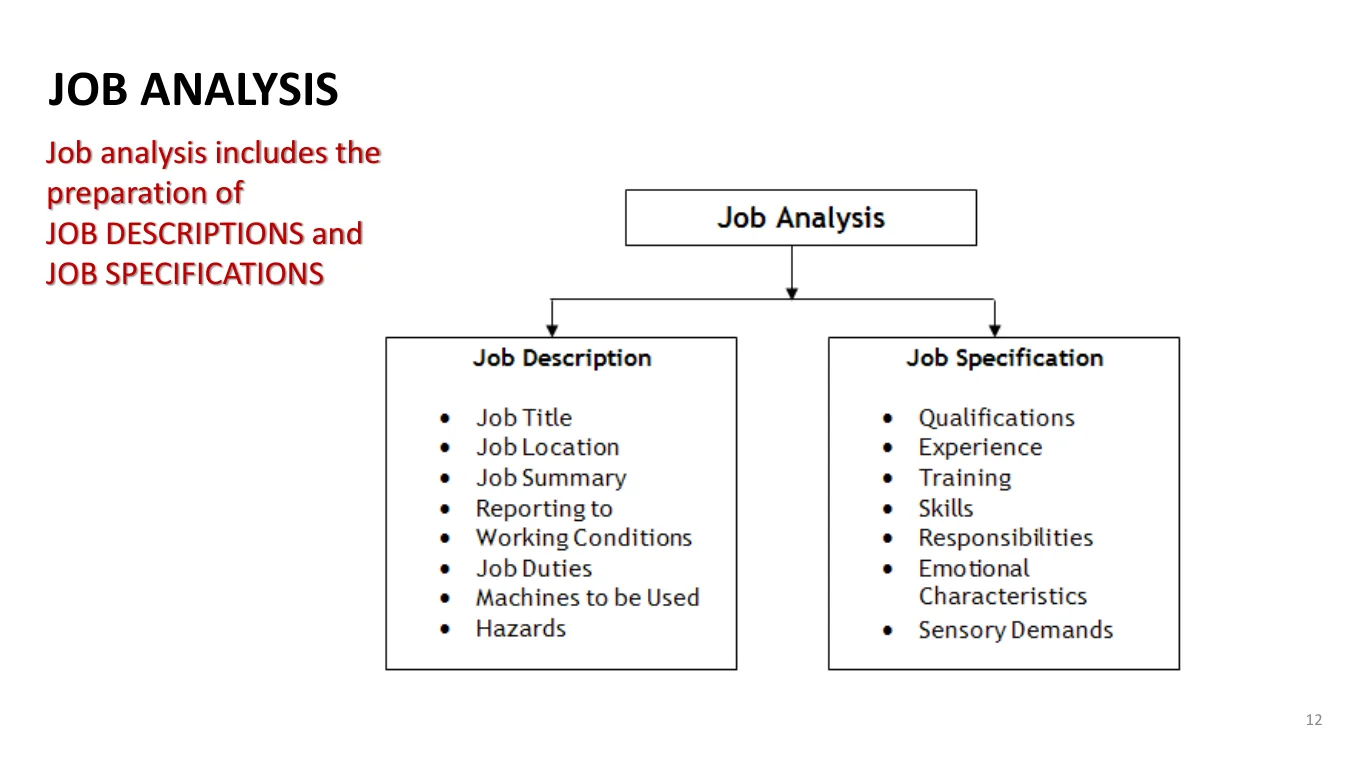 JOB ANALYSIS
Job analysis includes the
preparation of
JOB DESCRIPTIONS and
JOB SPECIFICATIONS
Job Analysis
Job Description
• Job Title
• Job Location
• Job Summary
• Reporting to
• Working Conditions
• Job Duties
• Machines to be Used
• Hazards
Job Specification
• Qualifications
• Experience
• Training
• Skills
• Responsibilities
• Emotional
Characteristics
• Sensory Demands
12